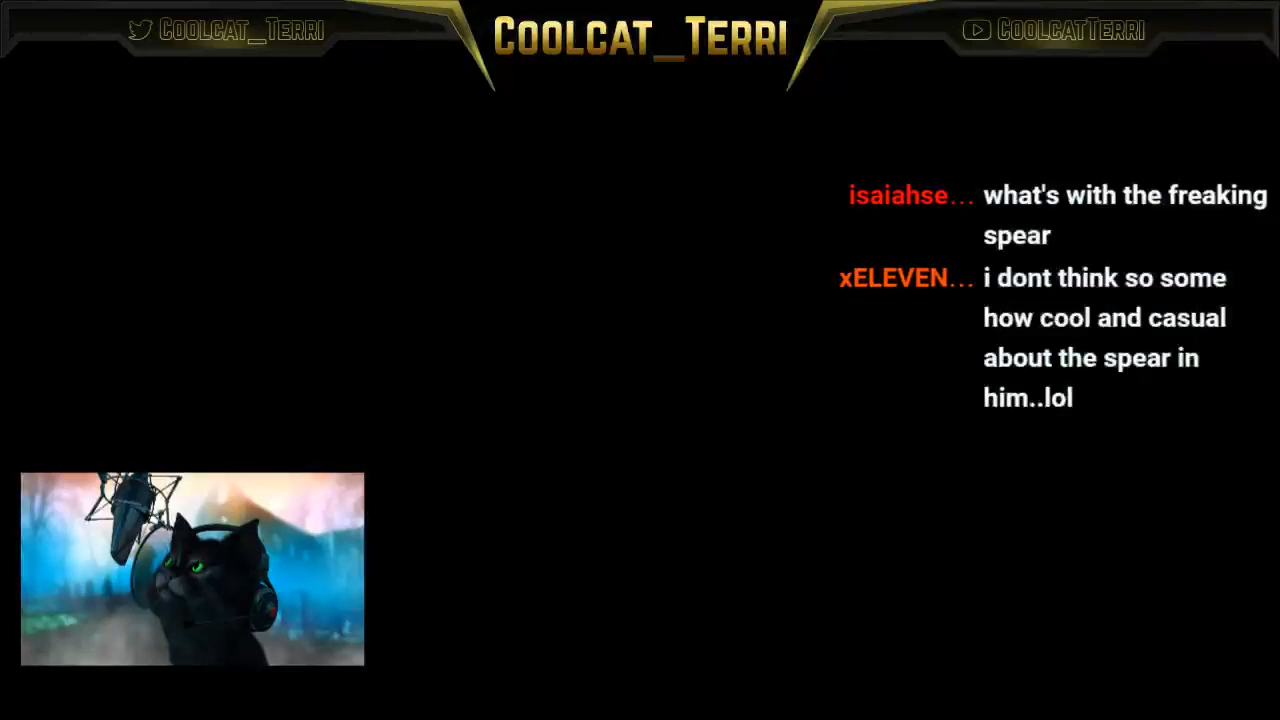 Coolcat_Terri
Coolcat_Terri
CoolcatTerri
isaiahse... what's with the freaking
spear
xELEVEN... i dont think so some
how cool and casual
about the spear in
him..lol